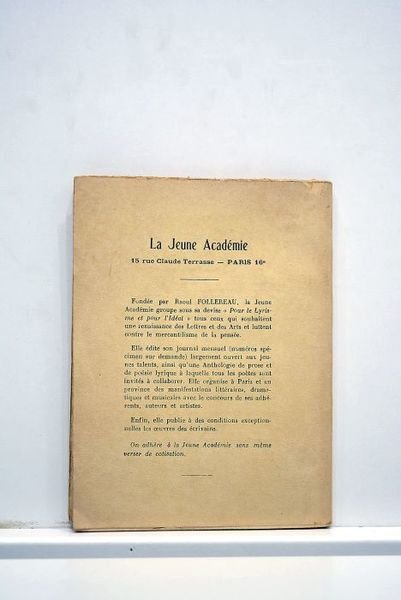 La Jeune Académie
15 rue Claude Terrasse — PARIS 16e
Fondée par Raoul FOLLEREAU, la Jeune
Académie groupe sous sa devise « Pour le Lyris-
me et pour l'Idéal » tous ceux qui souhaitent
une renaissance des Lettres et des Arts et luttent
contre le mercantilisme de la pensée.
Elle édite son journal mensuel (numéros spé-
cimen sur demande) largement ouvert aux jeu-
nes talents, ainsi qu'une Anthologie de prose et
de poésie lyrique à laquelle tous les poètes sont
invités à collaborer. Elle organise à Paris et en
province des manifestations littéraires, drama-
tiques et musicales avec le concours de ses adhé-
rents, auteurs et artistes.
Enfin, elle publie à des conditions exception-
nelles les œuvres des écrivains.
On adhère à la Jeune Académie sans même
verser de cotisation.